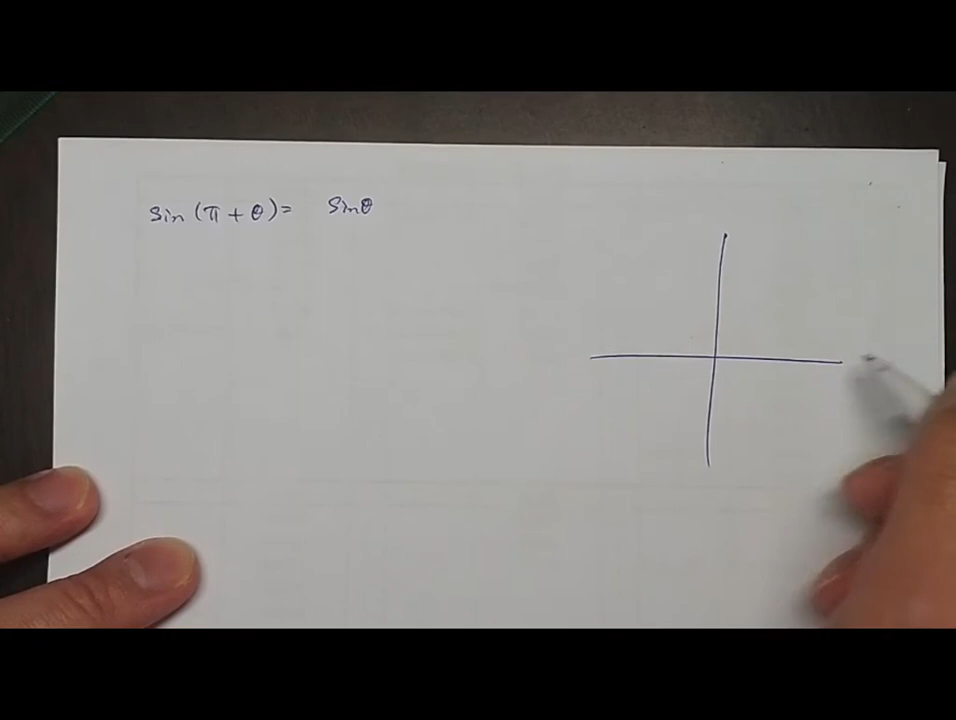 sin (π + θ) = sinθ